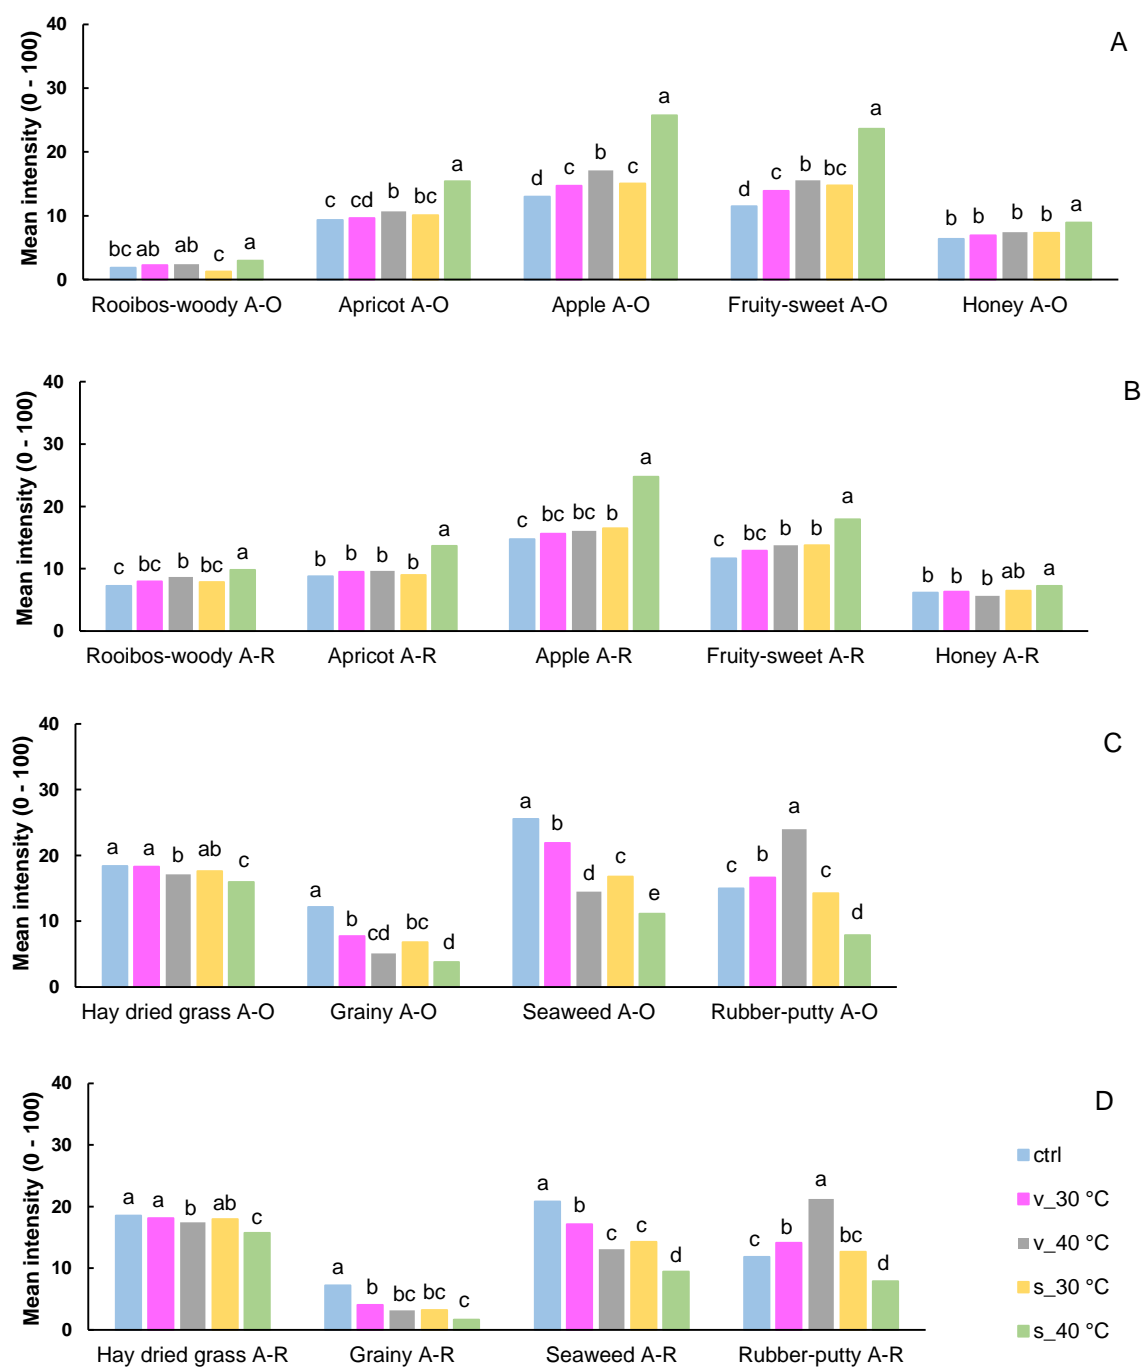 A
Mean intensity (0 - 100)
40
30
20
10
0
bc ab ab c a
c cd b bc a
d c b c a
d c b bc a
b b b b a
Rooibos-woody A-O Apricot A-O Apple A-O Fruity-sweet A-O Honey A-O
B
Mean intensity (0 - 100)
40
30
20
10
0
c bc b bc a
b b b b a
c bc bc b a
c bc b b a
b b b ab a
Rooibos-woody A-R Apricot A-R Apple A-R Fruity-sweet A-R Honey A-R
C
Mean intensity (0 - 100)
40
30
20
10
0
a a b ab c
a b cd bc d
a b d c e
c b a c d
Hay dried grass A-O Grainy A-O Seaweed A-O Rubber-putty A-O
D
Mean intensity (0 - 100)
40
30
20
10
0
a a b ab c
a b bc bc c
a b c c d
c b a bc d
Hay dried grass A-R Grainy A-R Seaweed A-R Rubber-putty A-R
ctrl
v_30 °C
v_40 °C
s_30 °C
s_40 °C